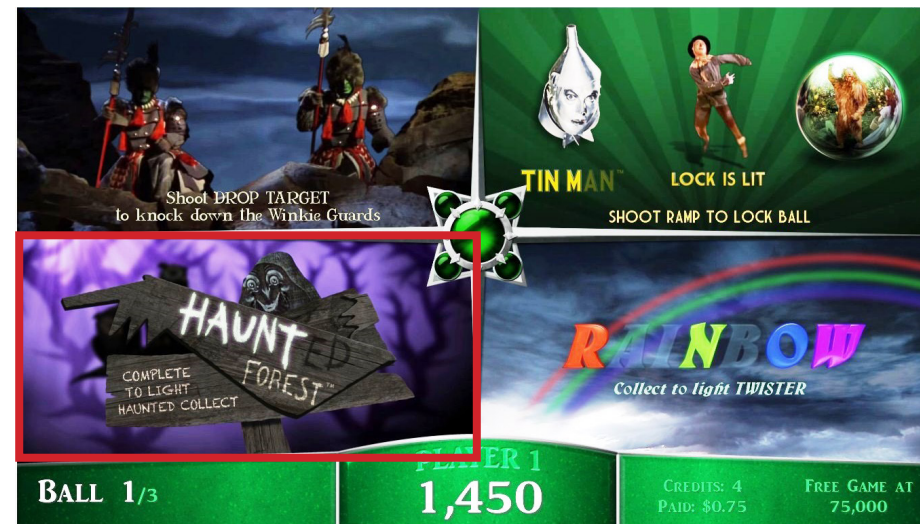 Shoot DROP TARGET
to knock down the Winkie Guards
TIN MAN™
LOCK IS LIT
SHOOT RAMP TO LOCK BALL
HAUNTED
FOREST™
COMPLETE
TO LIGHT
HAUNTED COLLECT
RAINBOW
Collect to light TWISTER
BALL 1/3
PLAYER 1
1,450
CREDITS: 4
PAID: $0.75
FREE GAME AT
75,000